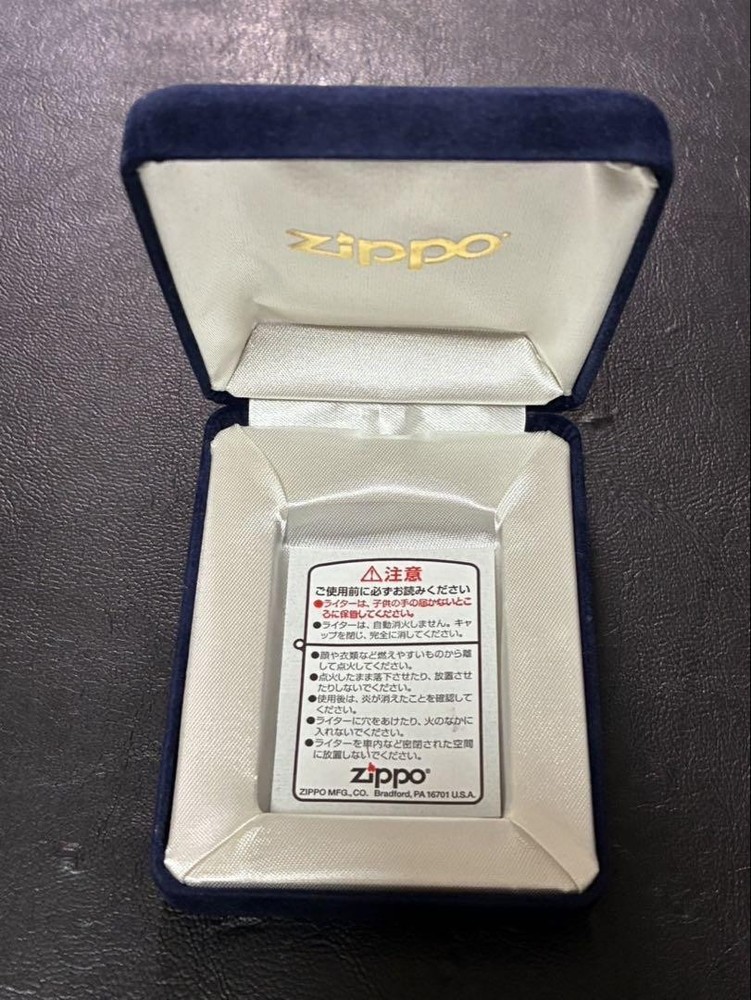 zippo
⚠注意
ご使用前に必ずお読みください
●ライターは、子供の手の届かないとこ
ろに保管してください。
●ライターは、自動消火しません。キャ
ップを閉じ、完全に消してください。
●顔や衣類など燃えやすいものから離
して点火してください。
●点火したまま落下させたり、放置させ
たりしないでください。
●使用後は、炎が消えたことを確認して
ください。
●ライターに穴をあけたり、火のなかに
入れないでください。
●ライターを車内など密閉された空間
に放置しないでください。
zippo®
ZIPPO MFG., CO. Bradford, PA 16701 U.S.A.